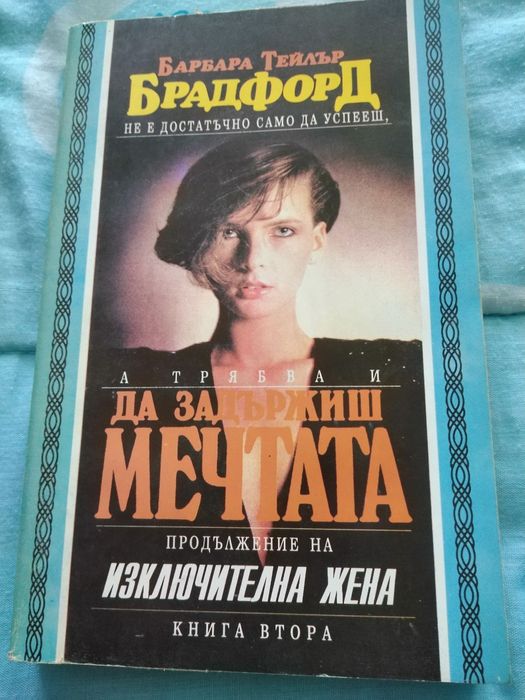 БАРБАРА ТЕЙЛЪР
БРАДФОРД
НЕ Е ДОСТАТЪЧНО САМО ДА УСПЕЕШ,
А ТРЯБВА И
ДА ЗАДЪРЖИШ
МЕЧТАТА
ПРОДЪЛЖЕНИЕ НА
ИЗКЛЮЧИТЕЛНА ЖЕНА
КНИГА ВТОРА